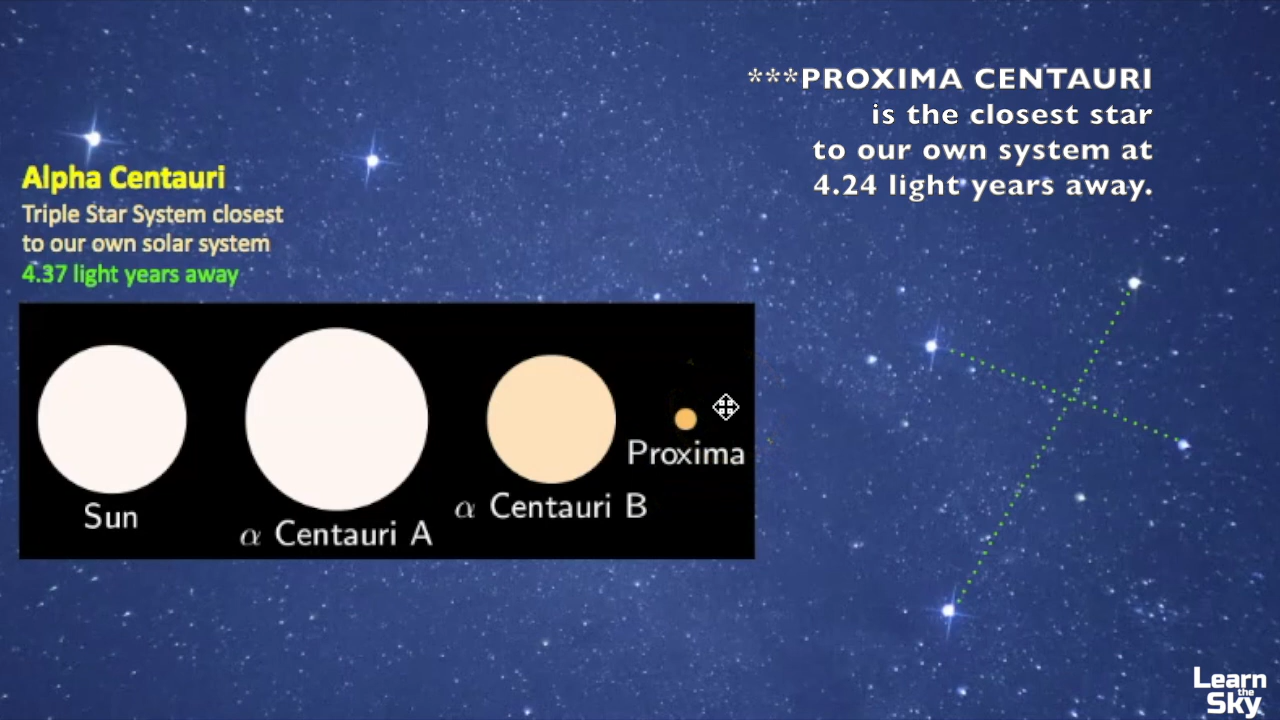 ***PROXIMA CENTAURI
is the closest star
to our own system at
4.24 light years away.
Alpha Centauri
Triple Star System closest
to our own solar system
4.37 light years away
Sun
α Centauri A
α Centauri B
Proxima
Learn
the
Sky